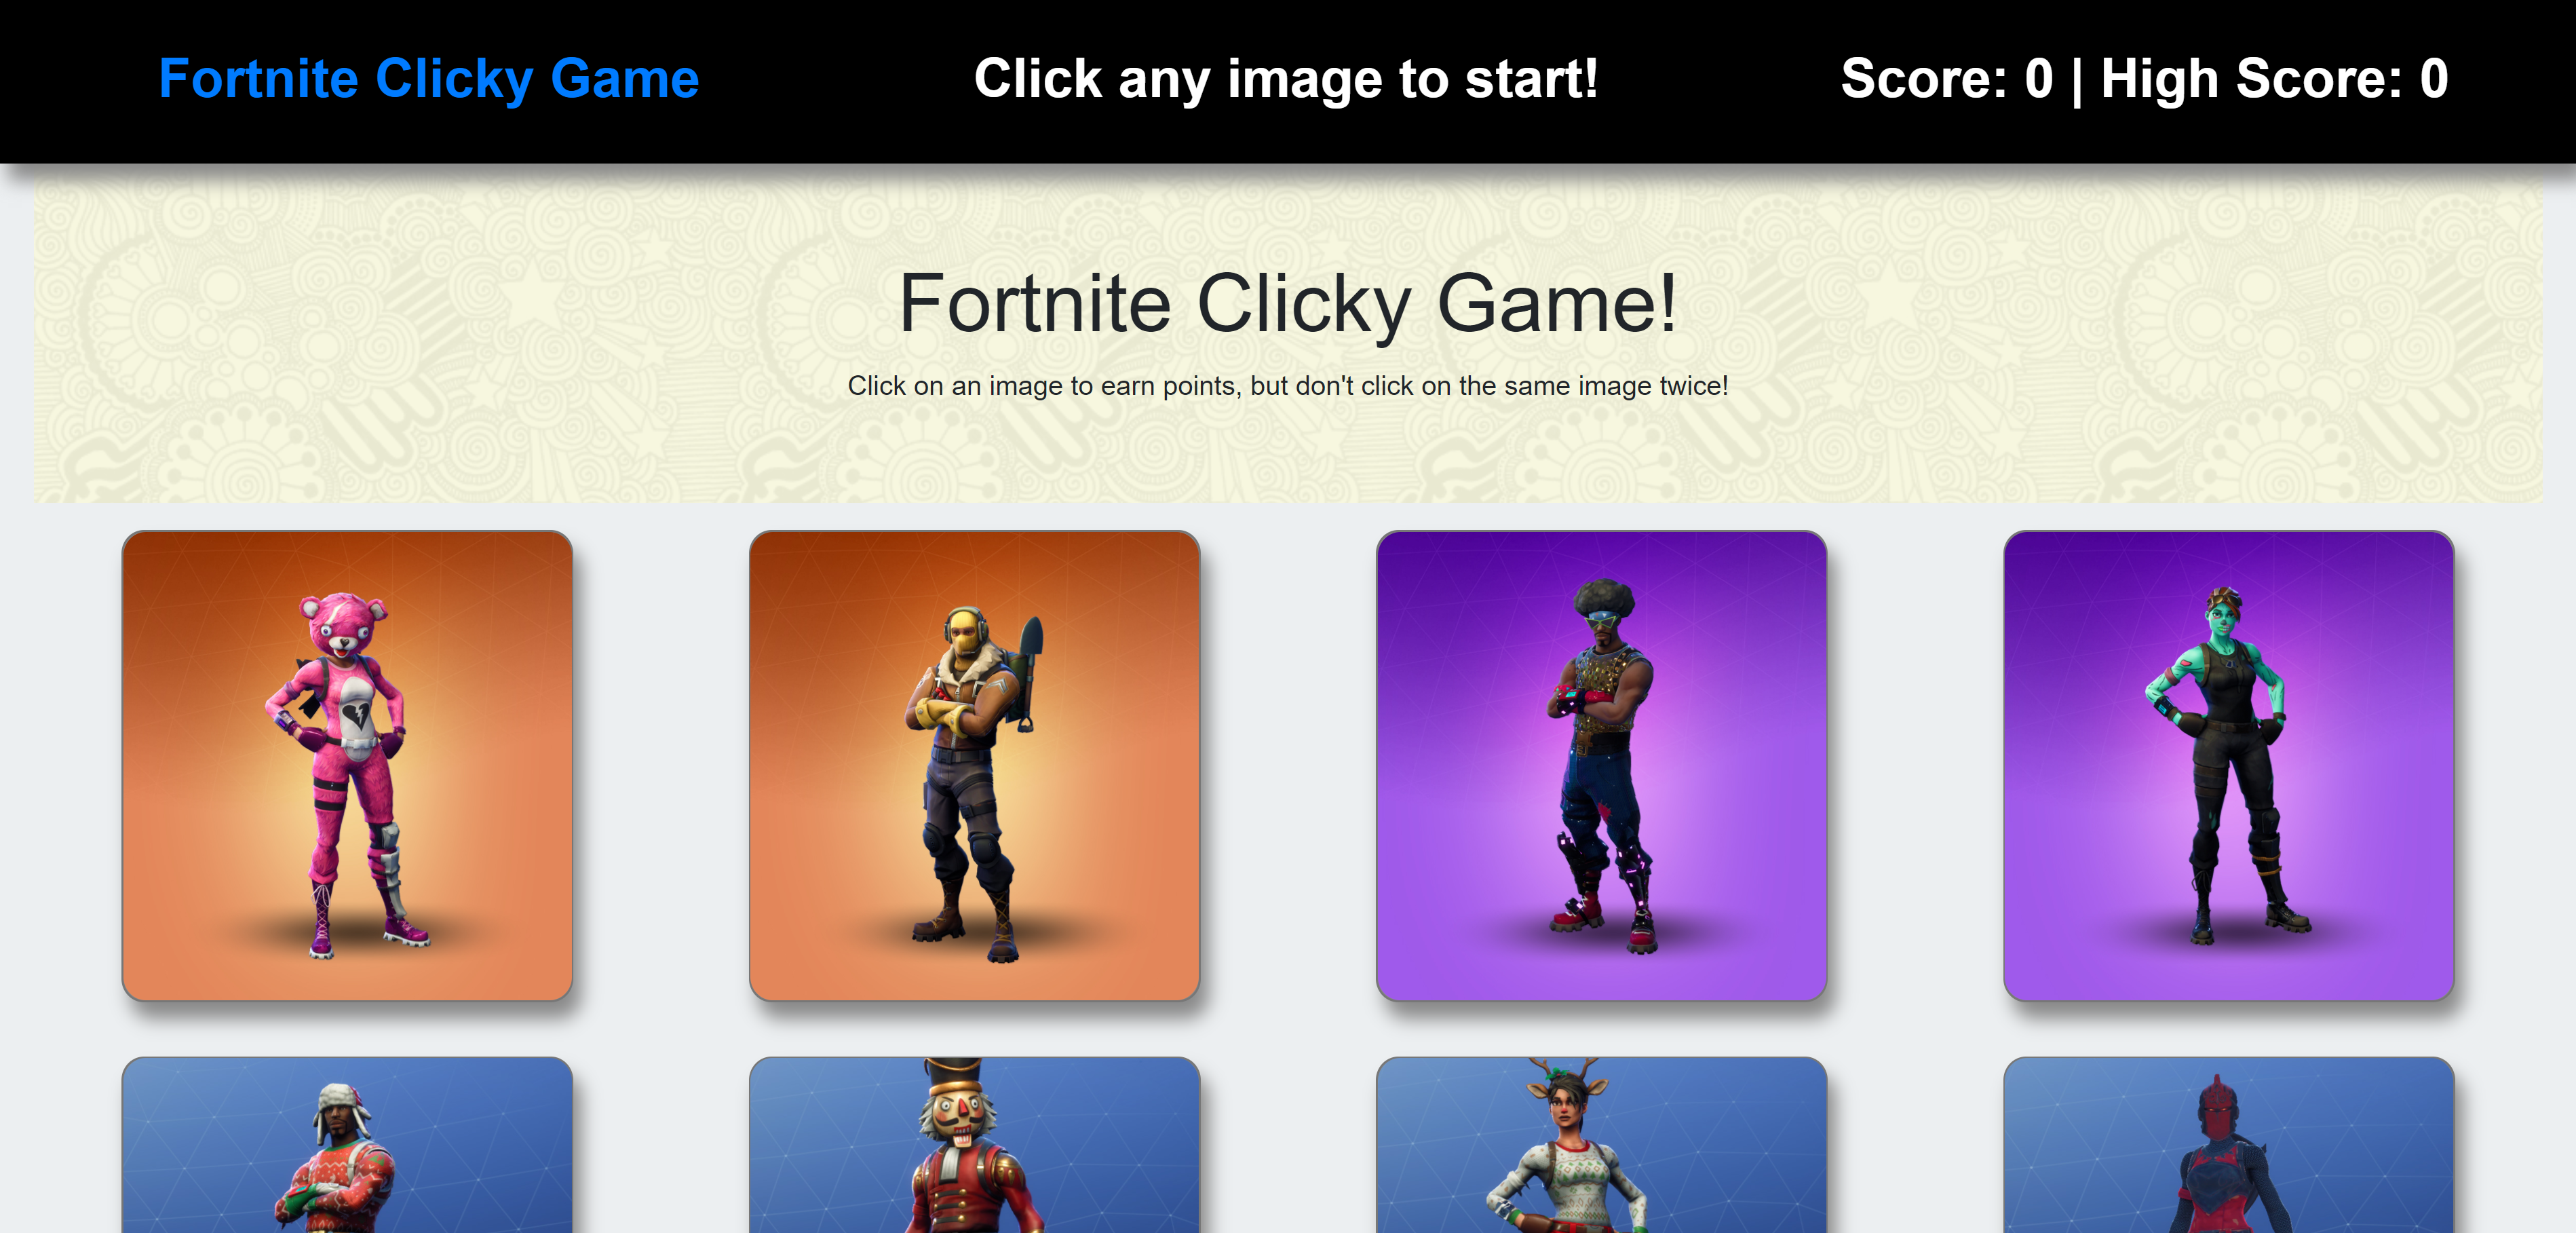 Fortnite Clicky Game
Click any image to start!
Score: 0 | High Score: 0
Fortnite Clicky Game!
Click on an image to earn points, but don't click on the same image twice!